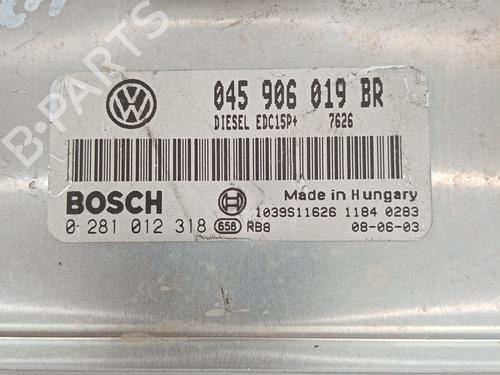 045 906 019 BR
DIESEL EDC15P+ 7626
BOSCH
Made in Hungary
1039S11626 1184 0283
0 281 012 318 658 RB8 08-06-03
B-PARTS